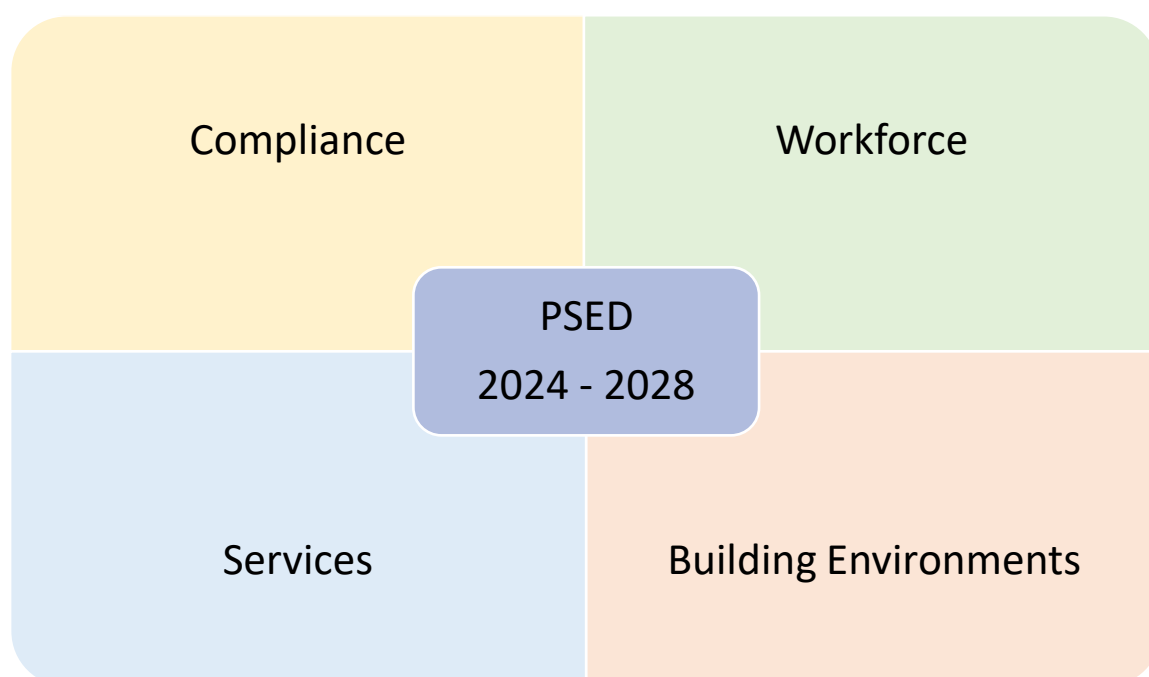 Compliance
Workforce
PSED
2024 - 2028
Services
Building Environments